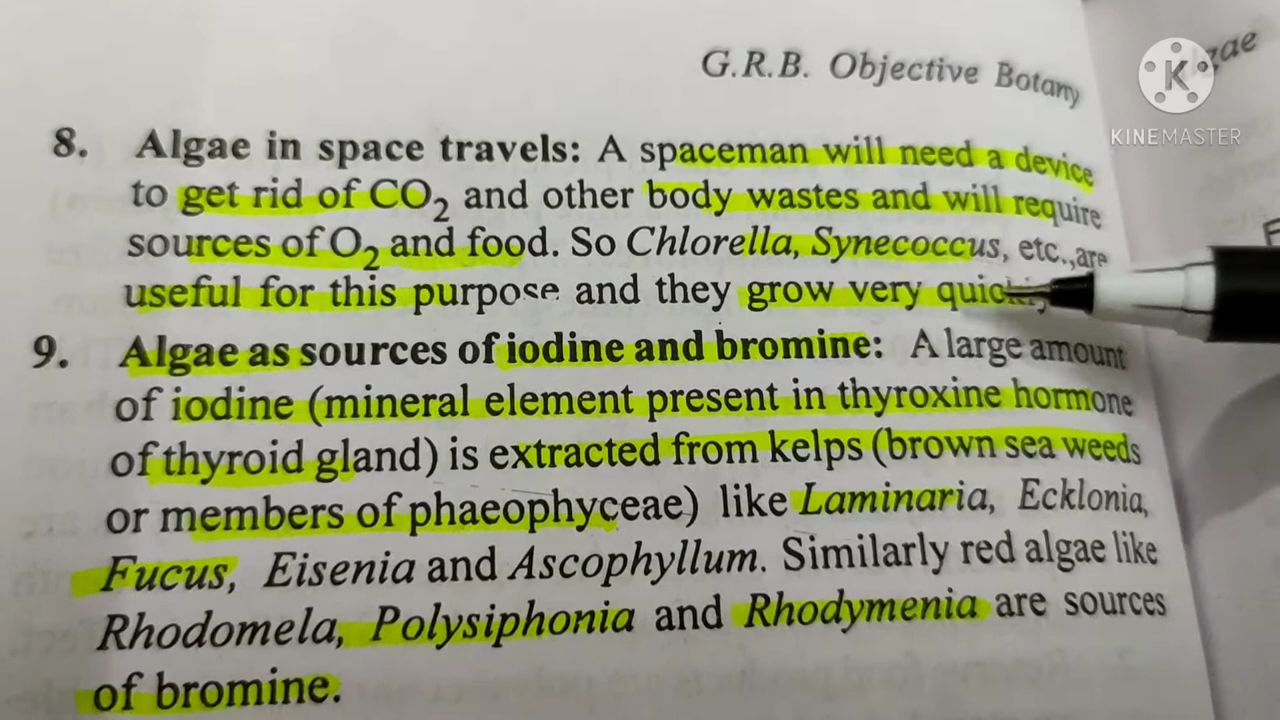 G.R.B. Objective Botany
K
KINEMASTER
8. Algae in space travels: A spaceman will need a device
to get rid of CO₂ and other body wastes and will require
sources of O₂ and food. So Chlorella, Synecoccus, etc.,are
useful for this purpose and they grow very
9. Algae as sources of iodine and bromine: A large amount
of iodine (mineral element present in thyroxine hormone
of thyroid gland) is extracted from kelps (brown sea weeds
or members of phaeophyceae) like Laminaria, Ecklonia,
Fucus, Eisenia and Ascophyllum. Similarly red algae like
Rhodomela, Polysiphonia and Rhodymenia are sources
of bromine.